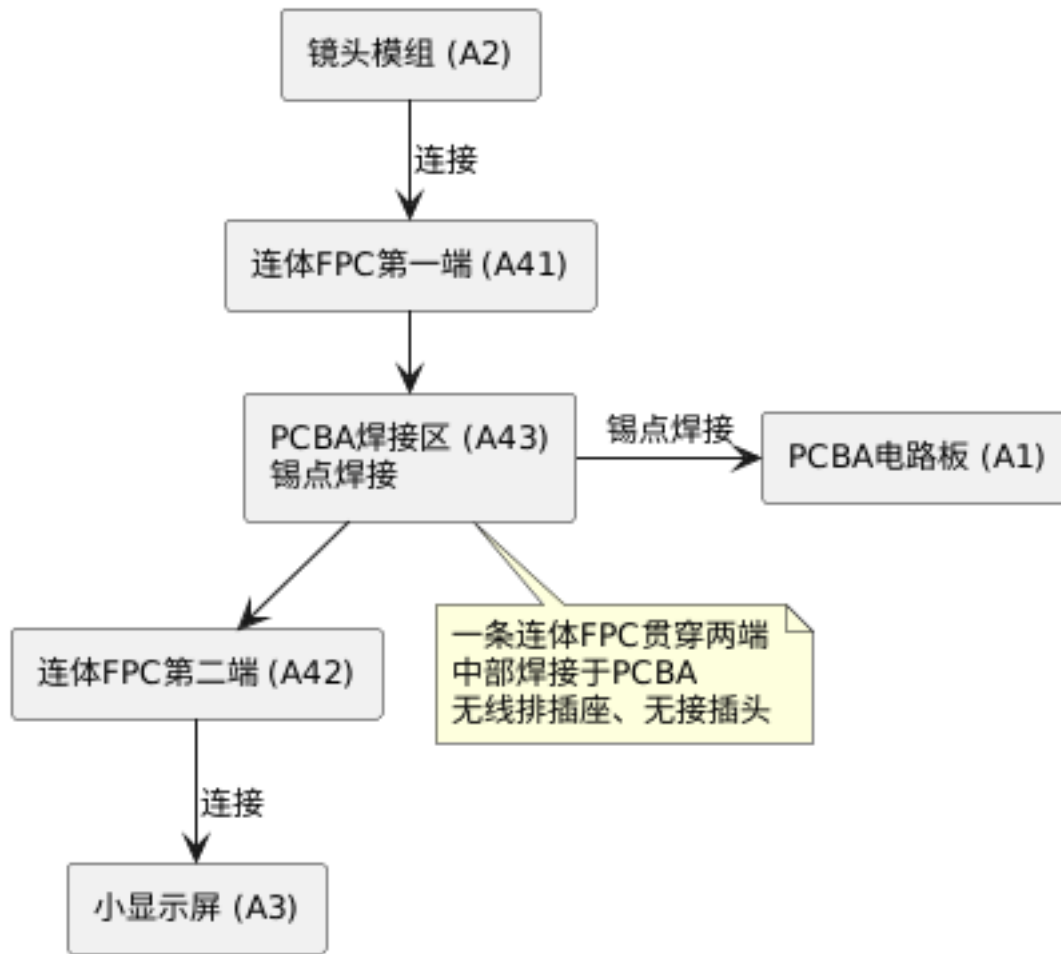 镜头模组 (A2)
连接
连体FPC第一端 (A41)
PCBA焊接区 (A43)
锡点焊接
锡点焊接
PCBA电路板 (A1)
连体FPC第二端 (A42)
一条连体FPC贯穿两端
中部焊接于PCBA
无线排插座、无接插头
连接
小显示屏 (A3)